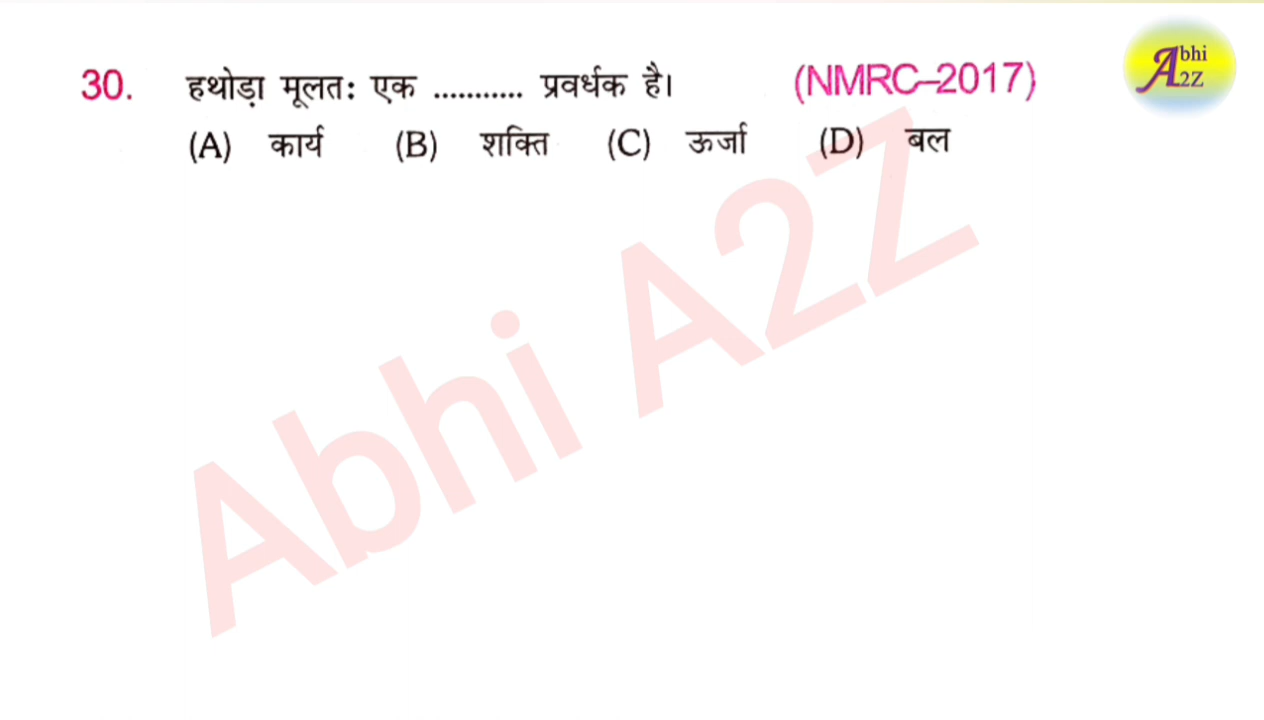 30. हथोड़ा मूलत: एक ........... प्रवर्धक है। (NMRC–2017)
(A) कार्य (B) शक्ति (C) ऊर्जा (D) बल
Abhi A2Z
Abhi A2Z